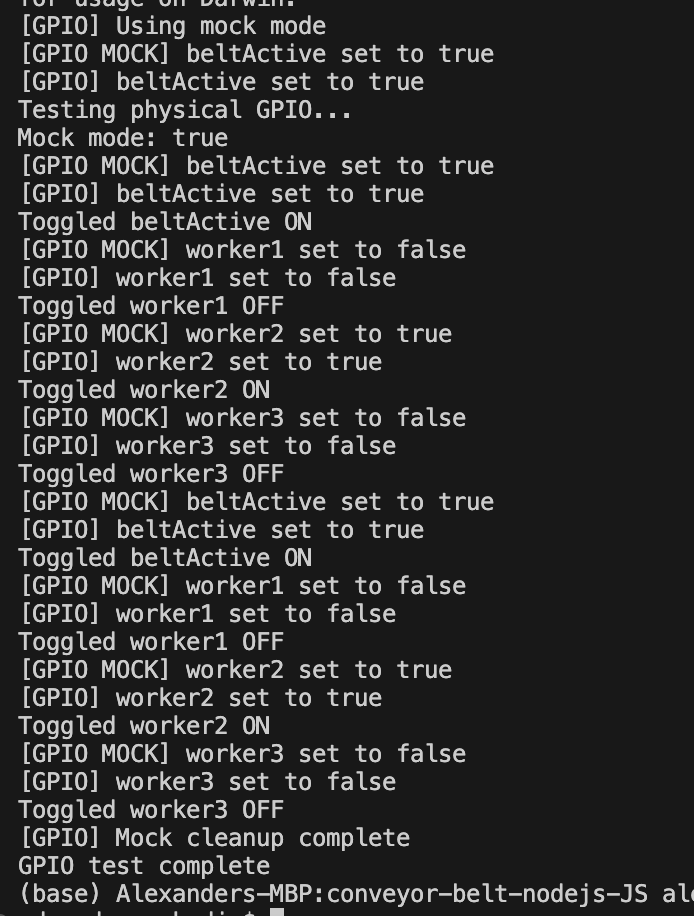 for usage on Darwin.
[GPIO] Using mock mode
[GPIO MOCK] beltActive set to true
[GPIO] beltActive set to true
Testing physical GPIO...
Mock mode: true
[GPIO MOCK] beltActive set to true
[GPIO] beltActive set to true
Toggled beltActive ON
[GPIO MOCK] worker1 set to false
[GPIO] worker1 set to false
Toggled worker1 OFF
[GPIO MOCK] worker2 set to true
[GPIO] worker2 set to true
Toggled worker2 ON
[GPIO MOCK] worker3 set to false
[GPIO] worker3 set to false
Toggled worker3 OFF
[GPIO MOCK] beltActive set to true
[GPIO] beltActive set to true
Toggled beltActive ON
[GPIO MOCK] worker1 set to false
[GPIO] worker1 set to false
Toggled worker1 OFF
[GPIO MOCK] worker2 set to true
[GPIO] worker2 set to true
Toggled worker2 ON
[GPIO MOCK] worker3 set to false
[GPIO] worker3 set to false
Toggled worker3 OFF
[GPIO] Mock cleanup complete
GPIO test complete
(base) Alexanders-MBP:conveyor-belt-nodejs-JS ale